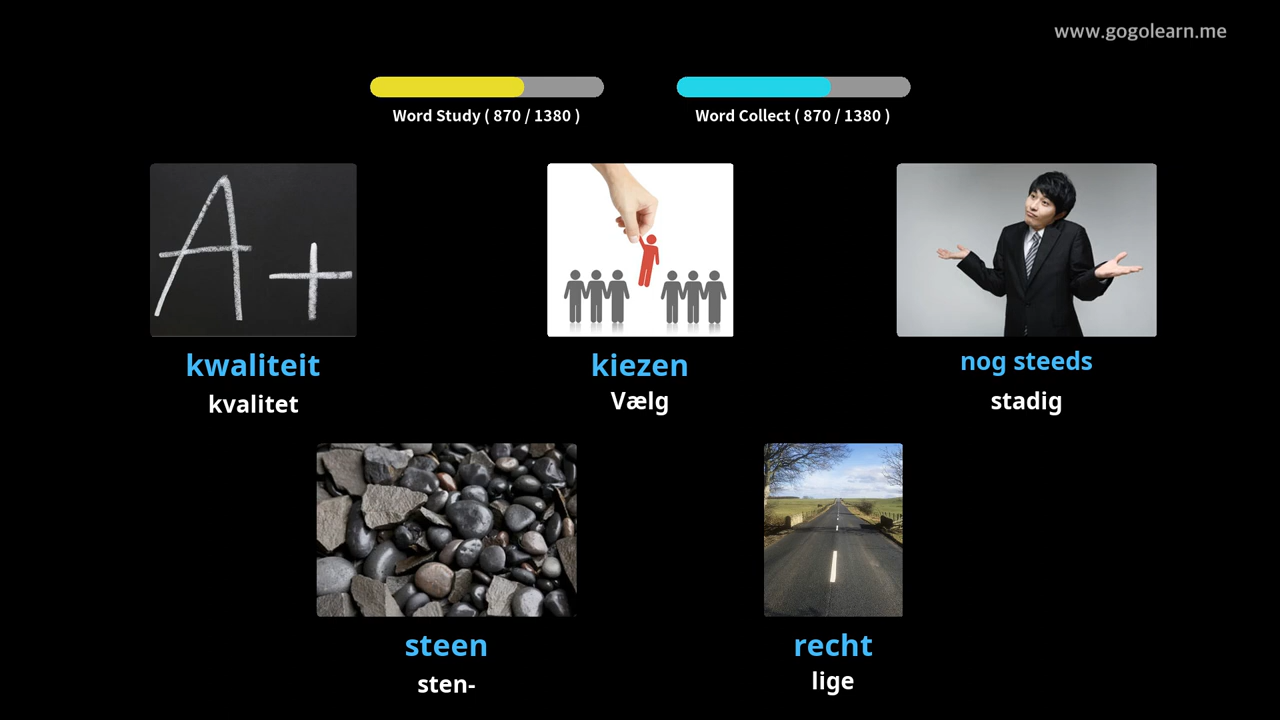 www.gogolearn.me
Word Study ( 870 / 1380 )
Word Collect ( 870 / 1380 )
A+
kwaliteit
kvalitet
kiezen
Vælg
nog steeds
stadig
steen
sten-
recht
lige